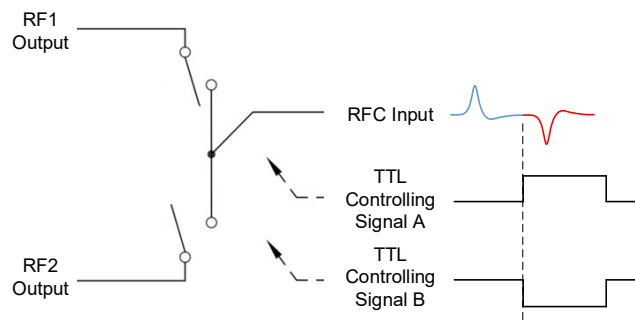 RF1
Output
RFC Input
TTL
Controlling
Signal A
TTL
Controlling
Signal B
RF2
Output